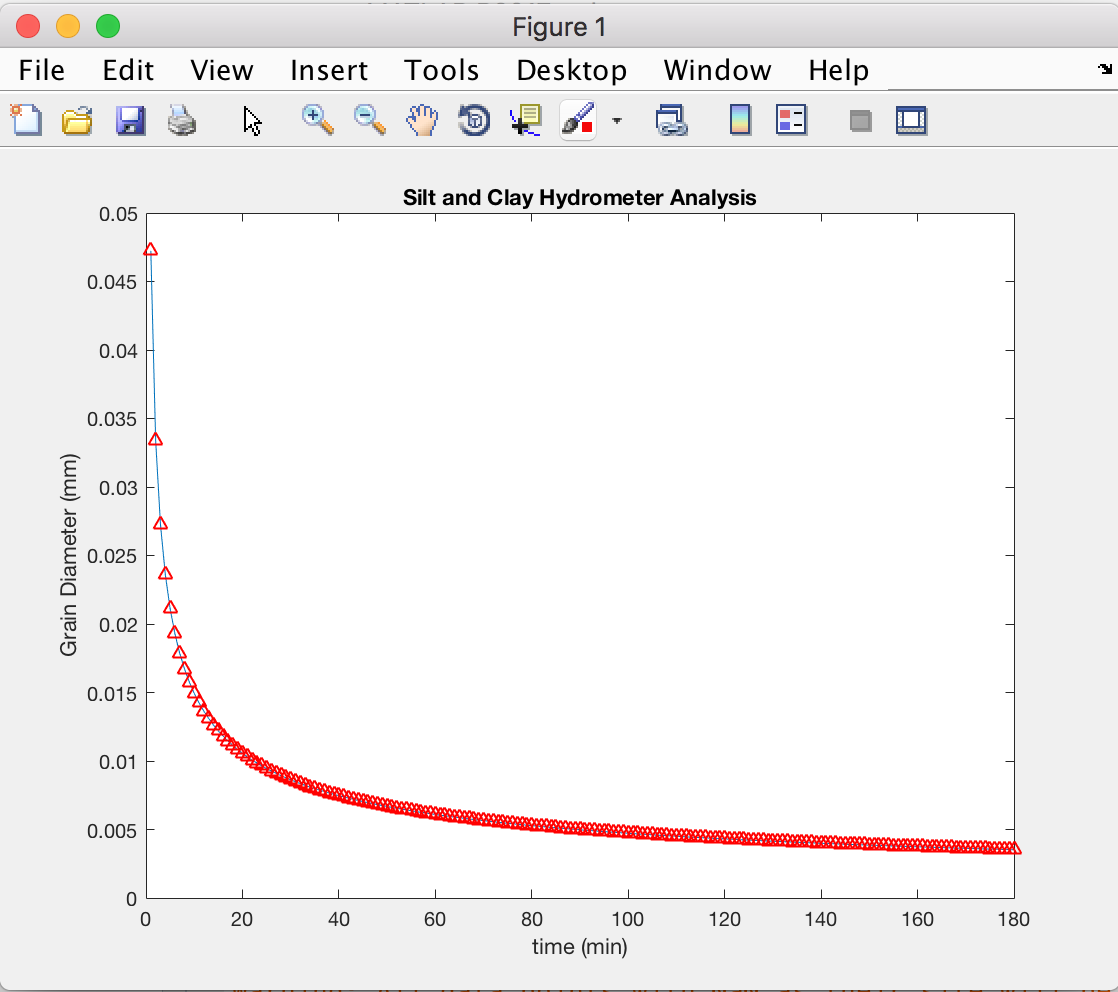 Figure 1
File Edit View Insert Tools Desktop Window Help
Silt and Clay Hydrometer Analysis
0.05
0.045
0.04
0.035
0.03
0.025
0.02
0.015
0.01
0.005
0
Grain Diameter (mm)
0 20 40 60 80 100 120 140 160 180
time (min)